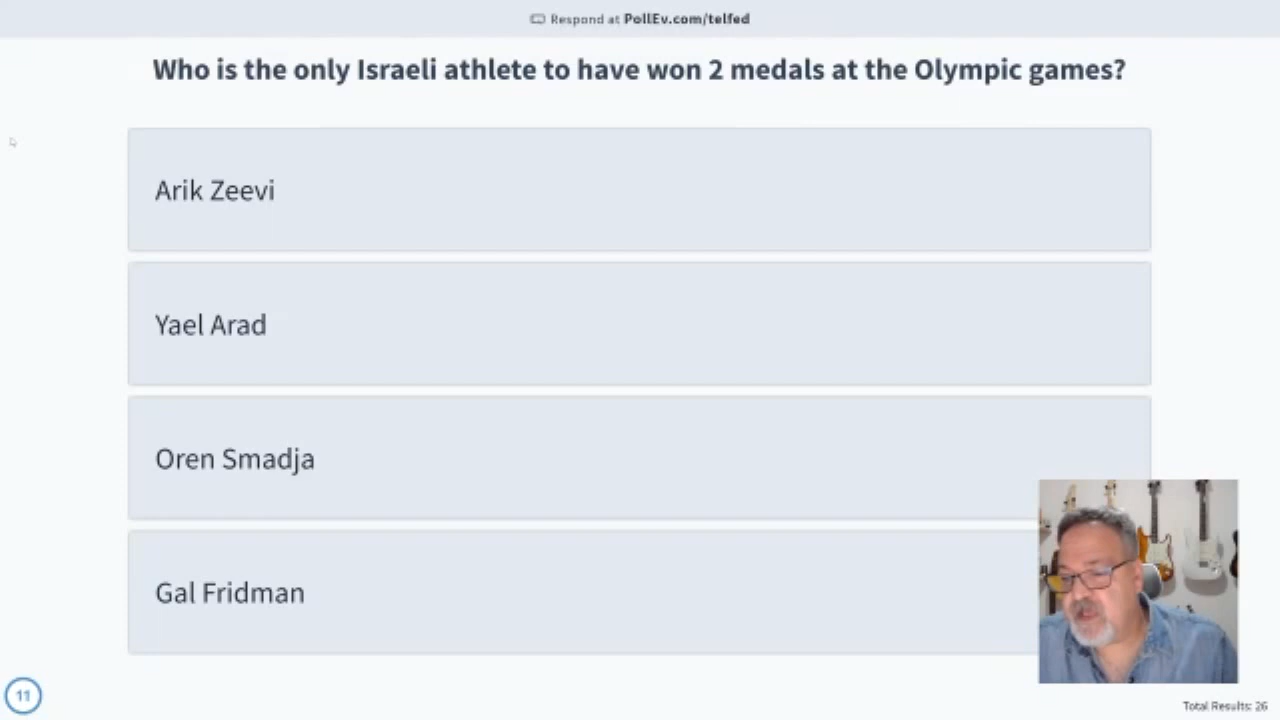 Respond at PollEv.com/telfed
Who is the only Israeli athlete to have won 2 medals at the Olympic games?
Arik Zeevi
Yael Arad
Oren Smadja
Gal Fridman
11
Total Results: 26